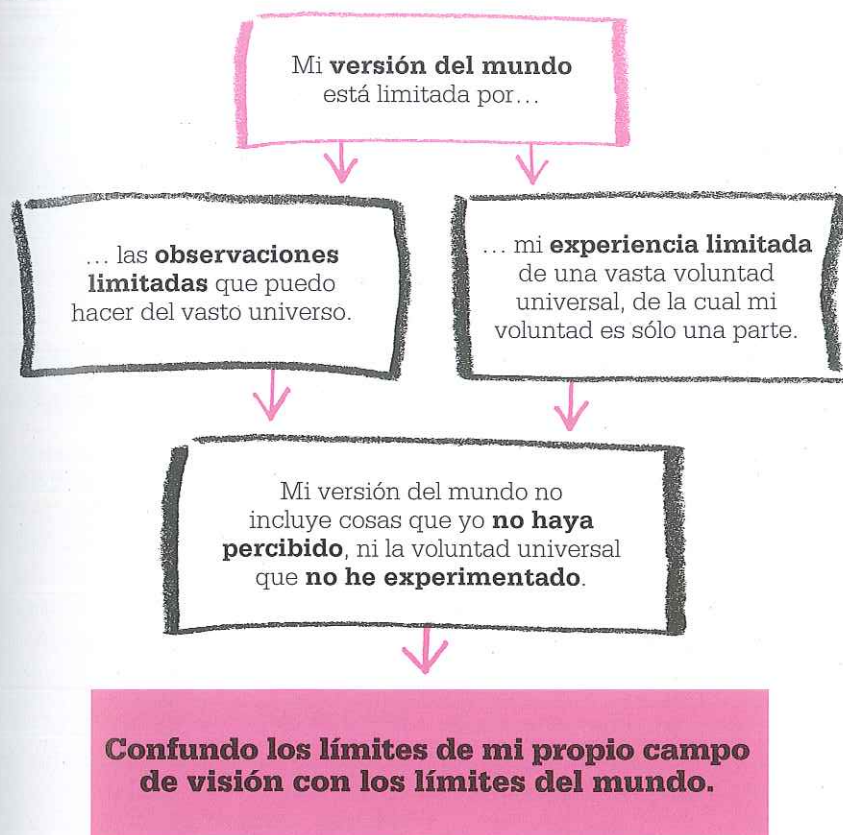 Mi versión del mundo
está limitada por…
… las observaciones
limitadas que puedo
hacer del vasto universo.
… mi experiencia limitada
de una vasta voluntad
universal, de la cual mi
voluntad es sólo una parte.
Mi versión del mundo no
incluye cosas que yo no haya
percibido, ni la voluntad universal
que no he experimentado.
Confundo los límites de mi propio campo
de visión con los límites del mundo.